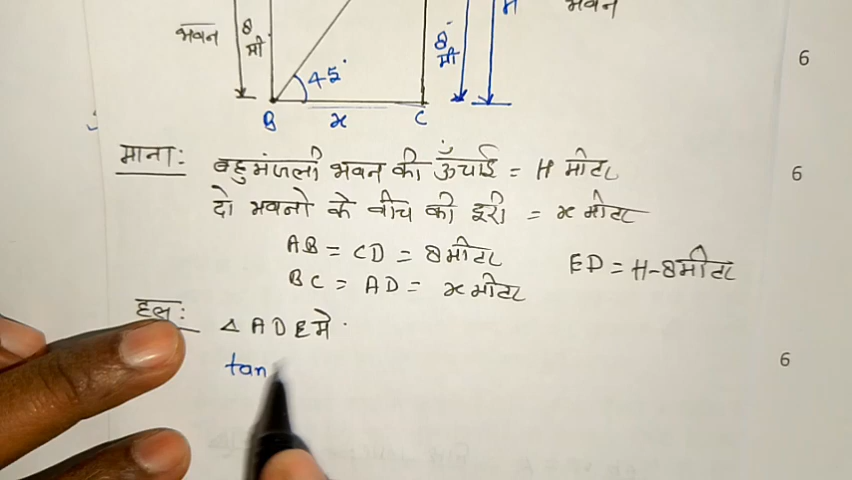 भवन
भवन
8
मी
45°
8
मी
H
6
B
x
C
माना: बहुमंजली भवन की ऊँचाई = H मीटर
6
दो भवनो के बीच की दूरी = x मीटर
AB = CD = 8 मीटर
ED = H-8 मीटर
BC = AD = x मीटर
हल: Δ ADE मे
6
tan